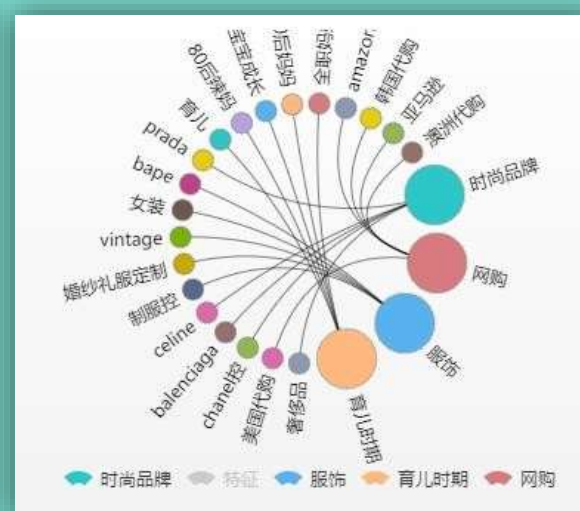 育儿
prada
bape
女装
vintage
婚纱礼服定制
制服控
celine
balenciaga
chanel控
美国代购
奢侈品
80后辣妈
宝宝成长
后妈妈
全职妈
amazon
韩国代购
亚马逊
澳洲代购
时尚品牌
网购
服饰
育儿时期
时尚品牌 特征 服饰 育儿时期 网购